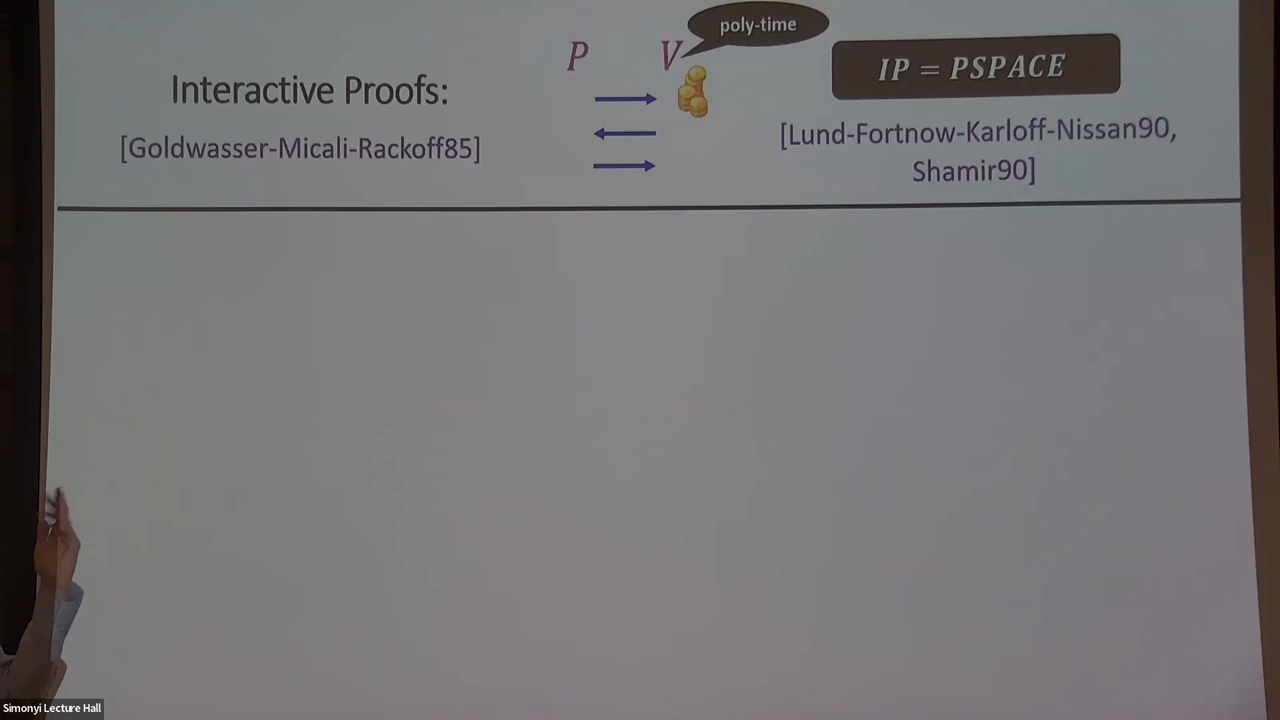 poly-time
P V
IP = PSPACE
Interactive Proofs:
[Goldwasser-Micali-Rackoff85]
[Lund-Fortnow-Karloff-Nissan90,
Shamir90]
Simonyi Lecture Hall